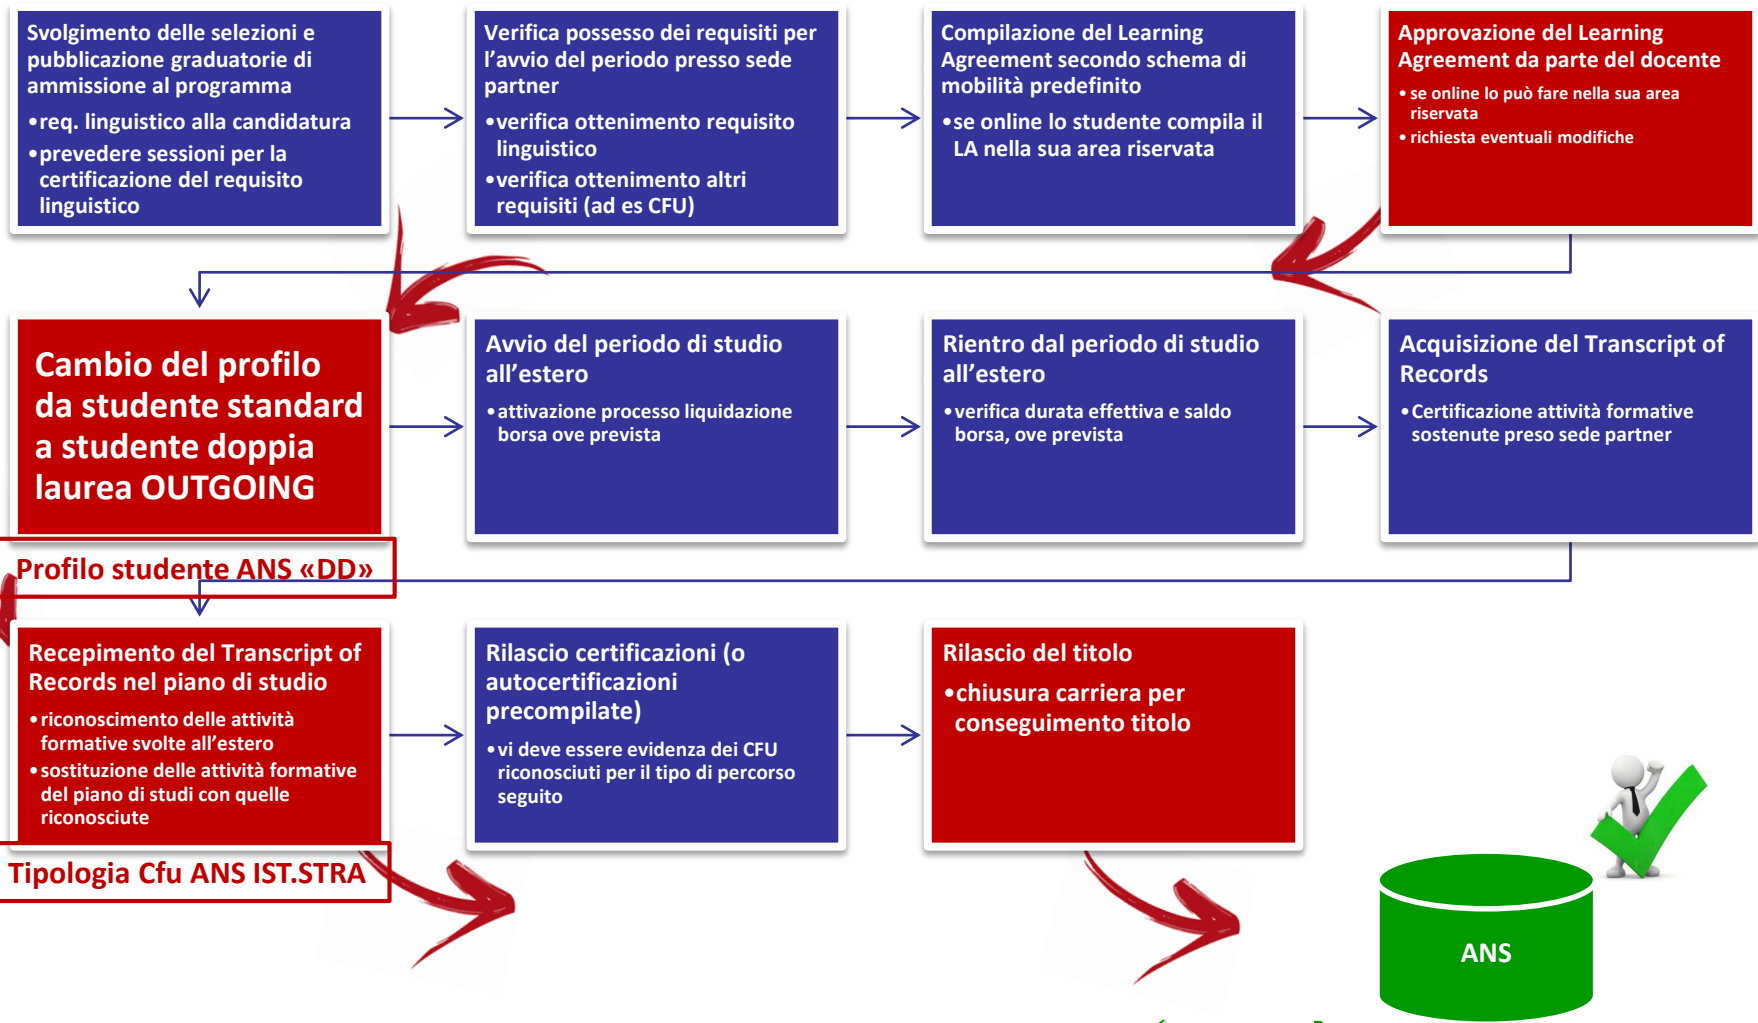 Svolgimento delle selezioni e
pubblicazione graduatorie di
ammissione al programma
•req. linguistico alla candidatura
•prevedere sessioni per la
certificazione del requisito
linguistico
Verifica possesso dei requisiti per
l’avvio del periodo presso sede
partner
•verifica ottenimento requisito
linguistico
•verifica ottenimento altri
requisiti (ad es CFU)
Compilazione del Learning
Agreement secondo schema di
mobilità predefinito
•se online lo studente compila il
LA nella sua area riservata
Approvazione del Learning
Agreement da parte del docente
•se online lo può fare nella sua area
riservata
•richiesta eventuali modifiche
Cambio del profilo
da studente standard
a studente doppia
laurea OUTGOING
Profilo studente ANS «DD»
Avvio del periodo di studio
all’estero
•attivazione processo liquidazione
borsa ove prevista
Rientro dal periodo di studio
all’estero
•verifica durata effettiva e saldo
borsa, ove prevista
Acquisizione del Transcript of
Records
•Certificazione attività formative
sostenute preso sede partner
Recepimento del Transcript of
Records nel piano di studio
•riconoscimento delle attività
formative svolte all’estero
•sostituzione delle attività formative
del piano di studi con quelle
riconosciute
Tipologia Cfu ANS IST.STRA
Rilascio certificazioni (o
autocertificazioni
precompilate)
•vi deve essere evidenza dei CFU
riconosciuti per il tipo di percorso
seguito
Rilascio del titolo
•chiusura carriera per
conseguimento titolo
ANS